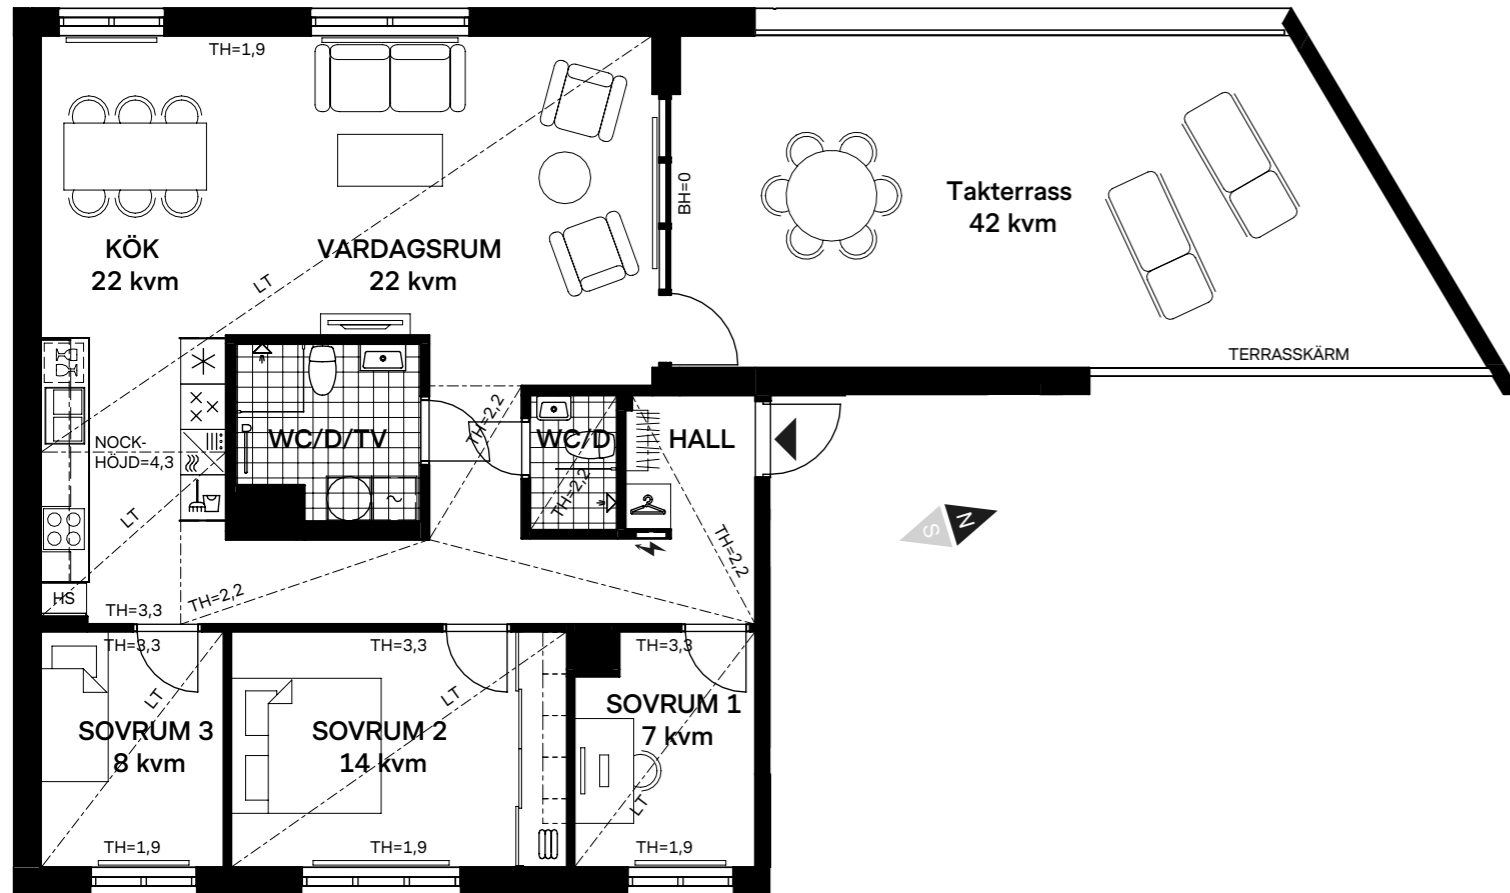 TH=1,9
BH=0
Takterrass
42 kvm
KÖK
22 kvm
VARDAGSRUM
22 kvm
LT
TERRASSKÄRM
NOCK-
HÖJD=4,3
WC/D/TV
TH=2,2
WC/D
TH=2,2
HALL
LT
TH=2,2
S
N
HS
TH=3,3
TH=2,2
TH=3,3
TH=3,3
TH=3,3
LT
LT
SOVRUM 3
8 kvm
SOVRUM 2
14 kvm
SOVRUM 1
7 kvm
LT
TH=1,9
TH=1,9
TH=1,9